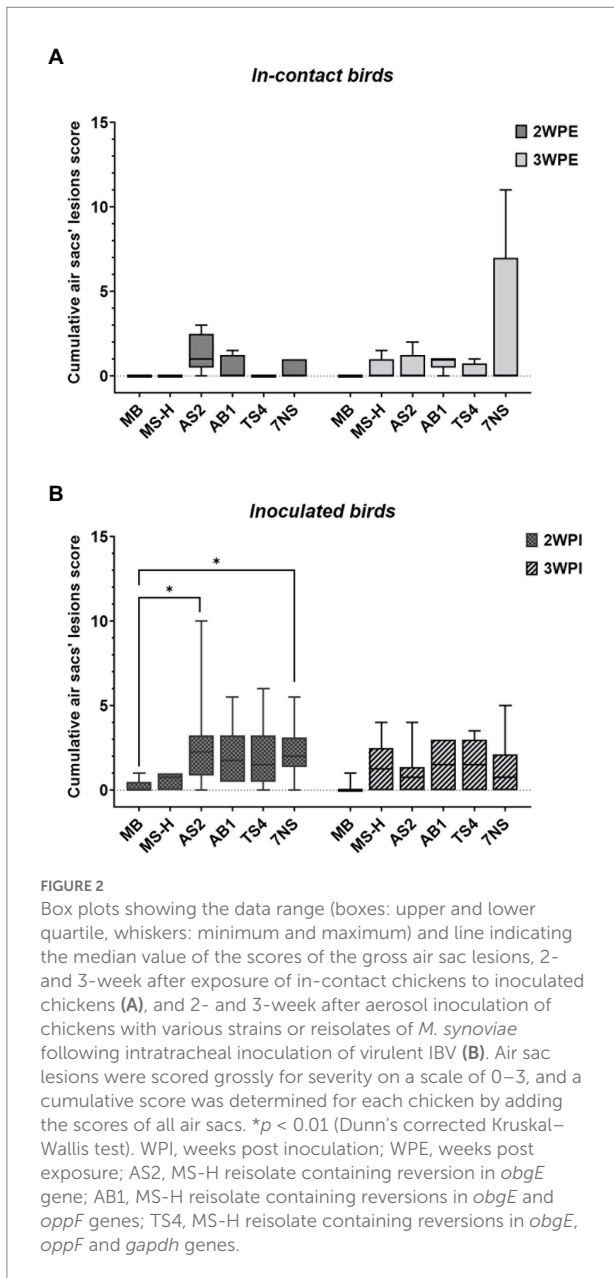 A
In-contact birds
Cumulative air sacs' lesions score
15
10
5
0
2WPE
3WPE
MB MS-H AS2 AB1 TS4 7NS MB MS-H AS2 AB1 TS4 7NS
B
Inoculated birds
Cumulative air sacs' lesions score
15
10
5
0
* *
2WPI
3WPI
MB MS-H AS2 AB1 TS4 7NS MB MS-H AS2 AB1 TS4 7NS
FIGURE 2
Box plots showing the data range (boxes: upper and lower
quartile, whiskers: minimum and maximum) and line indicating
the median value of the scores of the gross air sac lesions, 2-
and 3-week after exposure of in-contact chickens to inoculated
chickens (A), and 2- and 3-week after aerosol inoculation of
chickens with various strains or reisolates of M. synoviae
following intratracheal inoculation of virulent IBV (B). Air sac
lesions were scored grossly for severity on a scale of 0–3, and a
cumulative score was determined for each chicken by adding
the scores of all air sacs. *p < 0.01 (Dunn's corrected Kruskal–
Wallis test). WPI, weeks post inoculation; WPE, weeks post
exposure; AS2, MS-H reisolate containing reversion in obgE
gene; AB1, MS-H reisolate containing reversions in obgE and
oppF genes; TS4, MS-H reisolate containing reversions in obgE,
oppF and gapdh genes.